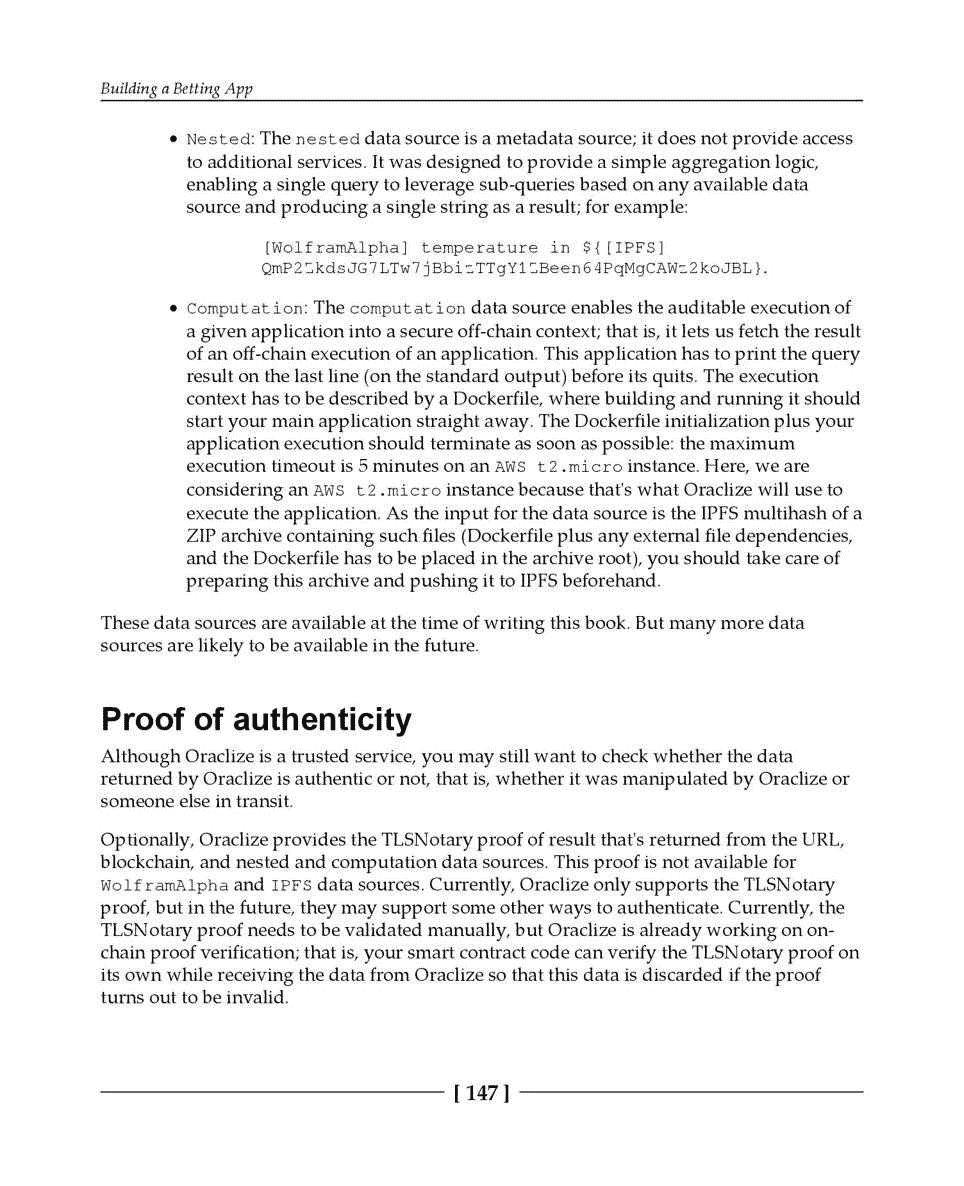 Building a Betting App
• Nested: The nested data source is a metadata source; it does not provide access
to additional services. It was designed to provide a simple aggregation logic,
enabling a single query to leverage sub-queries based on any available data
source and producing a single string as a result; for example:
[WolframAlpha] temperature in ${[IPFS]
QmP2ZkdsJG7LTw7jBbizTTgY1ZBeen64PqMgCAWz2koJBL}.
• Computation: The computation data source enables the auditable execution of
a given application into a secure off-chain context; that is, it lets us fetch the result
of an off-chain execution of an application. This application has to print the query
result on the last line (on the standard output) before its quits. The execution
context has to be described by a Dockerfile, where building and running it should
start your main application straight away. The Dockerfile initialization plus your
application execution should terminate as soon as possible: the maximum
execution timeout is 5 minutes on an AWS t2.micro instance. Here, we are
considering an AWS t2.micro instance because that's what Oraclize will use to
execute the application. As the input for the data source is the IPFS multihash of a
ZIP archive containing such files (Dockerfile plus any external file dependencies,
and the Dockerfile has to be placed in the archive root), you should take care of
preparing this archive and pushing it to IPFS beforehand.
These data sources are available at the time of writing this book. But many more data
sources are likely to be available in the future.
Proof of authenticity
Although Oraclize is a trusted service, you may still want to check whether the data
returned by Oraclize is authentic or not, that is, whether it was manipulated by Oraclize or
someone else in transit.
Optionally, Oraclize provides the TLSNotary proof of result that's returned from the URL,
blockchain, and nested and computation data sources. This proof is not available for
WolframAlpha and IPFS data sources. Currently, Oraclize only supports the TLSNotary
proof, but in the future, they may support some other ways to authenticate. Currently, the
TLSNotary proof needs to be validated manually, but Oraclize is already working on on-
chain proof verification; that is, your smart contract code can verify the TLSNotary proof on
its own while receiving the data from Oraclize so that this data is discarded if the proof
turns out to be invalid.
[ 147 ]